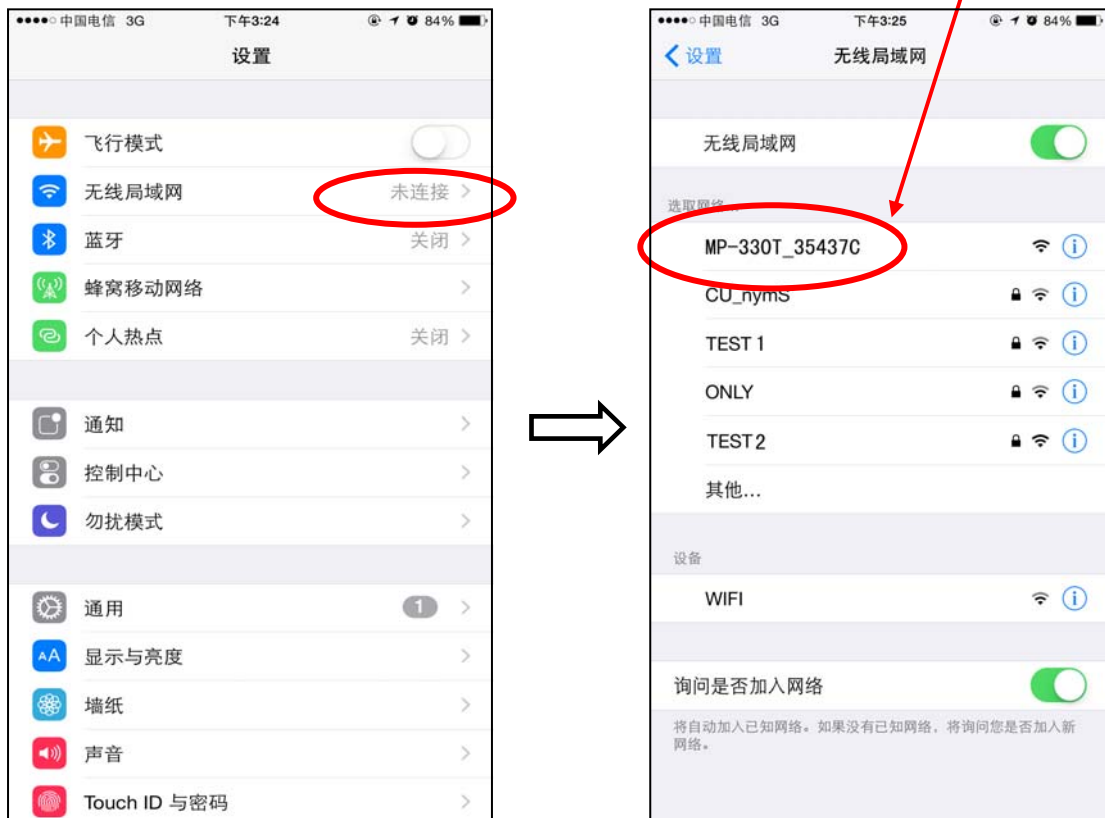 中国电信 3G 下午3:24 84%
设置
飞行模式
无线局域网 未连接
蓝牙 关闭
蜂窝移动网络
个人热点 关闭
通知
控制中心
勿扰模式
通用 1
AA 显示与亮度
墙纸
声音
Touch ID 与密码
中国电信 3G 下午3:25 84%
设置 无线局域网
无线局域网
选取网络...
MP-330T_35437C
CU_nymS
TEST 1
ONLY
TEST 2
其他...
设备
WIFI
询问是否加入网络
将自动加入已知网络。如果没有已知网络，将询问您是否加入新
网络。